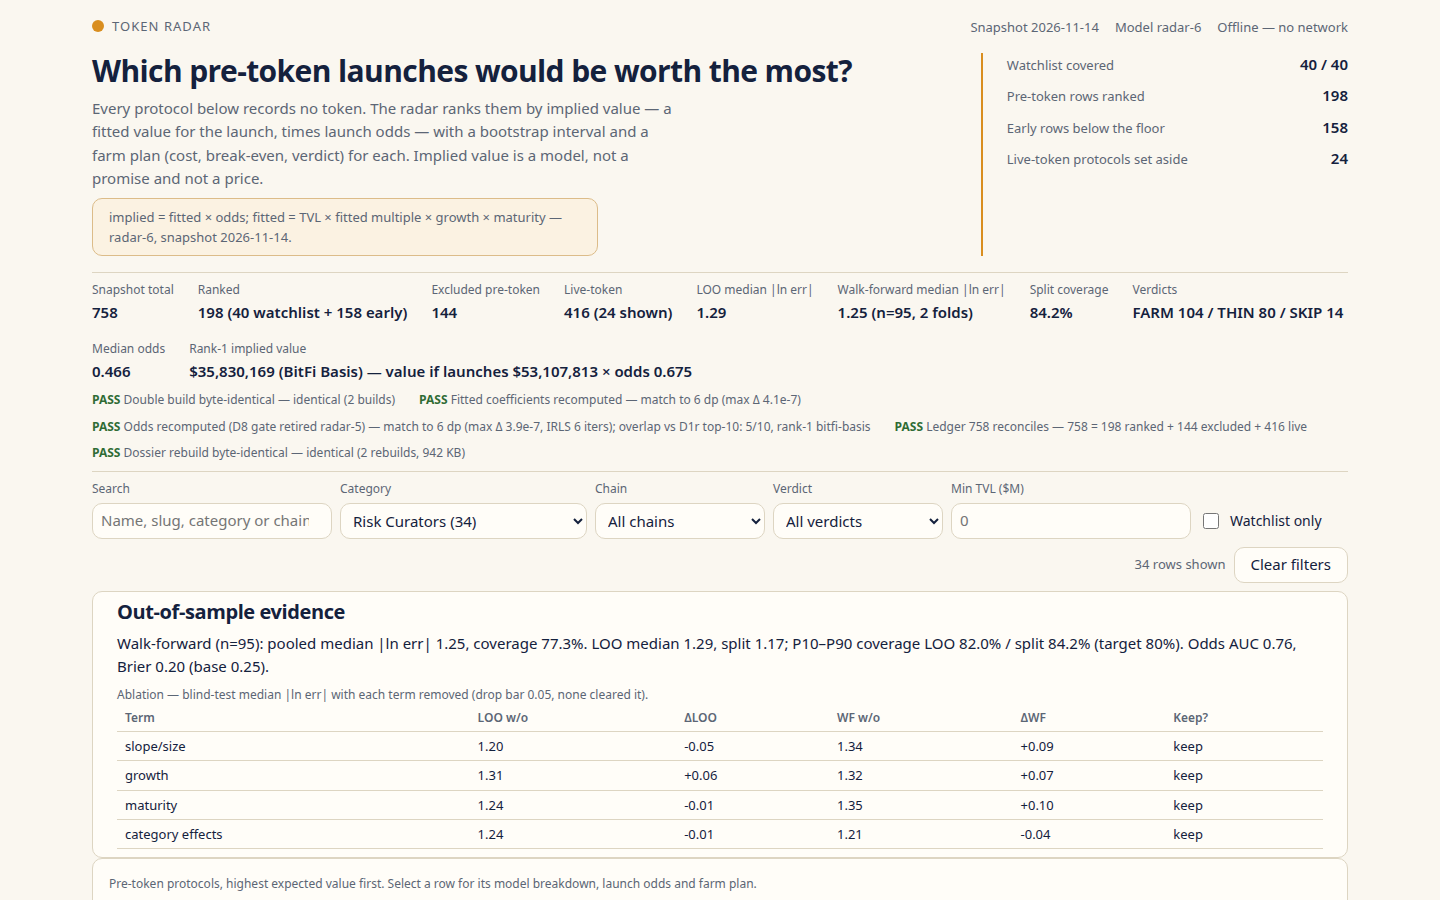 TOKEN RADAR
Snapshot 2026-11-14 Model radar-6 Offline — no network
Which pre-token launches would be worth the most?
Every protocol below records no token. The radar ranks them by implied value — a
fitted value for the launch, times launch odds — with a bootstrap interval and a
farm plan (cost, break-even, verdict) for each. Implied value is a model, not a
promise and not a price.
implied = fitted × odds; fitted = TVL × fitted multiple × growth × maturity —
radar-6, snapshot 2026-11-14.
Watchlist covered 40 / 40
Pre-token rows ranked 198
Early rows below the floor 158
Live-token protocols set aside 24
Snapshot total Ranked Excluded pre-token Live-token LOO median |ln err| Walk-forward median |ln err| Split coverage Verdicts
758 198 (40 watchlist + 158 early) 144 416 (24 shown) 1.29 1.25 (n=95, 2 folds) 84.2% FARM 104 / THIN 80 / SKIP 14
Median odds Rank-1 implied value
0.466 $35,830,169 (BitFi Basis) — value if launches $53,107,813 × odds 0.675
PASS Double build byte-identical — identical (2 builds) PASS Fitted coefficients recomputed — match to 6 dp (max Δ 4.1e-7)
PASS Odds recomputed (D8 gate retired radar-5) — match to 6 dp (max Δ 3.9e-7, IRLS 6 iters); overlap vs D1r top-10: 5/10, rank-1 bitfi-basis PASS Ledger 758 reconciles — 758 = 198 ranked + 144 excluded + 416 live
PASS Dossier rebuild byte-identical — identical (2 rebuilds, 942 KB)
Search Category Chain Verdict Min TVL ($M)
Name, slug, category or chain Risk Curators (34) All chains All verdicts 0 Watchlist only
34 rows shown Clear filters
Out-of-sample evidence
Walk-forward (n=95): pooled median |ln err| 1.25, coverage 77.3%. LOO median 1.29, split 1.17; P10–P90 coverage LOO 82.0% / split 84.2% (target 80%). Odds AUC 0.76,
Brier 0.20 (base 0.25).
Ablation — blind-test median |ln err| with each term removed (drop bar 0.05, none cleared it).
Term LOO w/o ΔLOO WF w/o ΔWF Keep?
slope/size 1.20 -0.05 1.34 +0.09 keep
growth 1.31 +0.06 1.32 +0.07 keep
maturity 1.24 -0.01 1.35 +0.10 keep
category effects 1.24 -0.01 1.21 -0.04 keep
Pre-token protocols, highest expected value first. Select a row for its model breakdown, launch odds and farm plan.